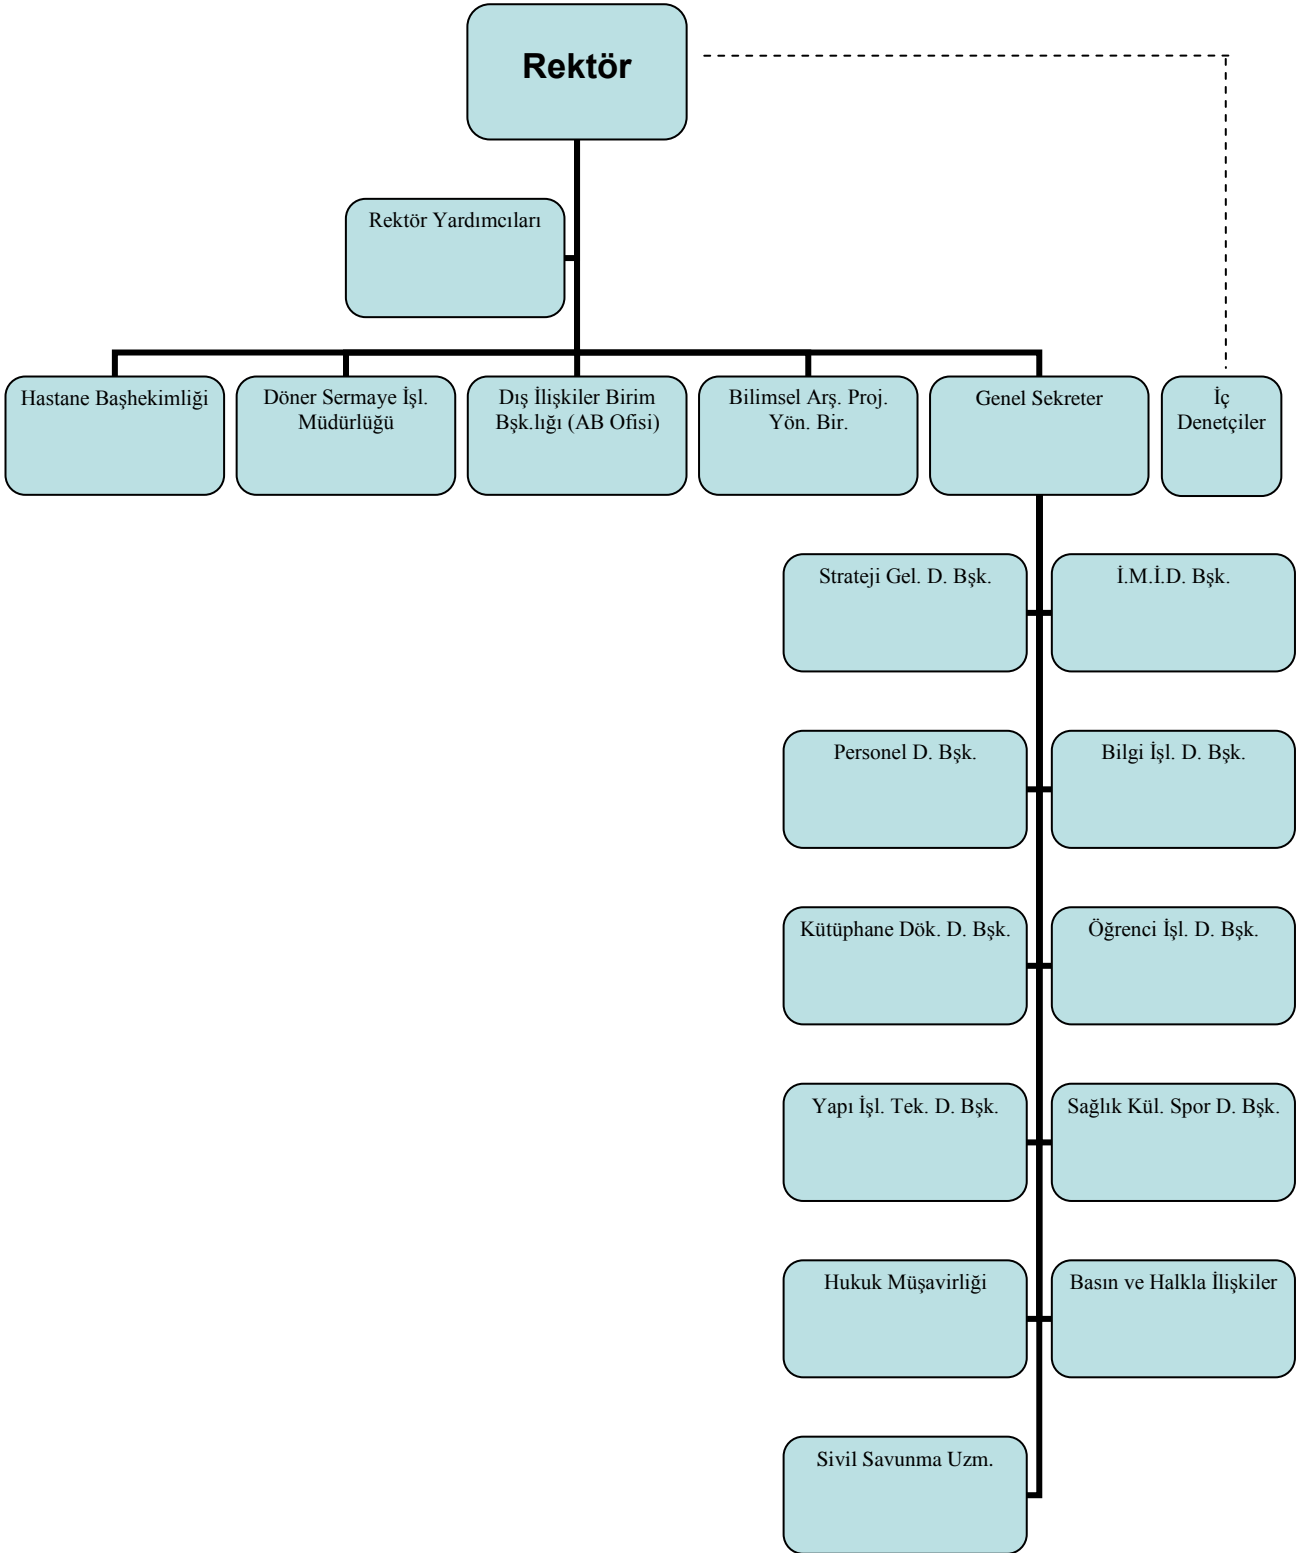 Rektör
Rektör Yardımcıları
Hastane Başhekimliği
Döner Sermaye İşl.
Müdürlüğü
Dış İlişkiler Birim
Bşk.lığı (AB Ofisi)
Bilimsel Arş. Proj.
Yön. Bir.
Genel Sekreter
İç
Denetçiler
Strateji Gel. D. Bşk.
İ.M.İ.D. Bşk.
Personel D. Bşk.
Bilgi İşl. D. Bşk.
Kütüphane Dök. D. Bşk.
Öğrenci İşl. D. Bşk.
Yapı İşl. Tek. D. Bşk.
Sağlık Kül. Spor D. Bşk.
Hukuk Müşavirliği
Basın ve Halkla İlişkiler
Sivil Savunma Uzm.